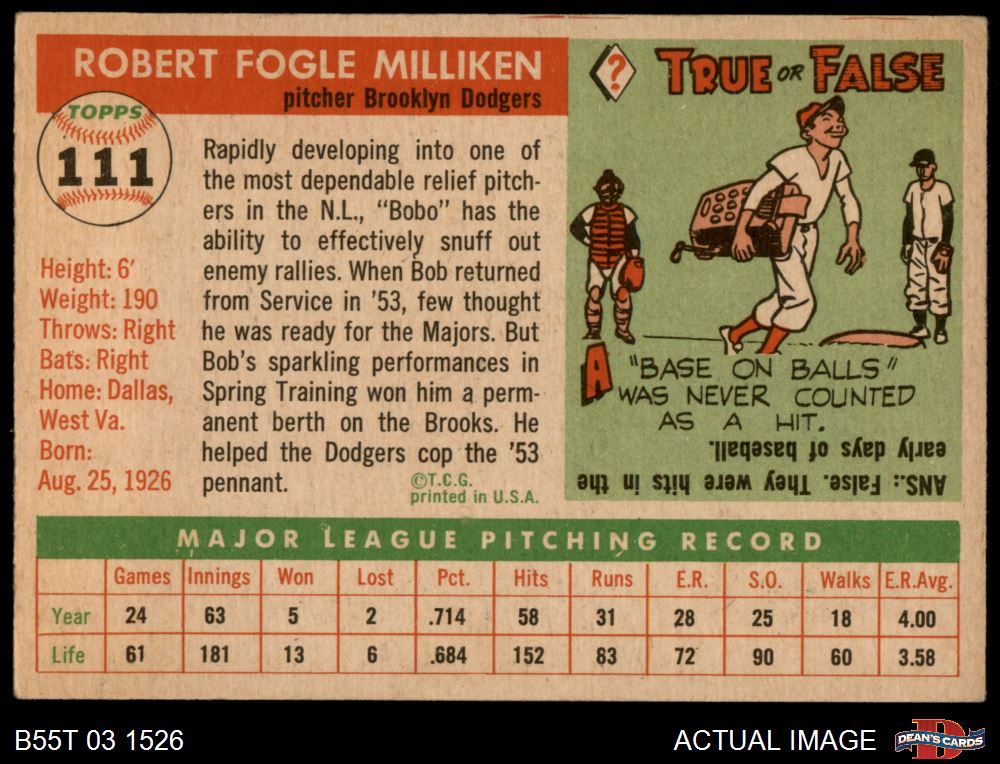 ROBERT FOGLE MILLIKEN
pitcher Brooklyn Dodgers
TOPPS
111
Height: 6'
Weight: 190
Throws: Right
Bats: Right
Home: Dallas,
West Va.
Born:
Aug. 25, 1926
Rapidly developing into one of
the most dependable relief pitch-
ers in the N.L., "Bobo" has the
ability to effectively snuff out
enemy rallies. When Bob returned
from Service in '53, few thought
he was ready for the Majors. But
Bob's sparkling performances in
Spring Training won him a perm-
anent berth on the Brooks. He
helped the Dodgers cop the '53
pennant.
©T.C.G.
printed in U.S.A.
?
TRUE OR FALSE
A "BASE ON BALLS"
WAS NEVER COUNTED
AS A HIT.
ANS.: False. They were hits in the
early days of baseball.
MAJOR LEAGUE PITCHING RECORD
Games Innings Won Lost Pct. Hits Runs E.R. S.O. Walks E.R.Avg.
Year 24 63 5 2 .714 58 31 28 25 18 4.00
Life 61 181 13 6 .684 152 83 72 90 60 3.58
B55T 03 1526
ACTUAL IMAGE
DEAN'S CARDS